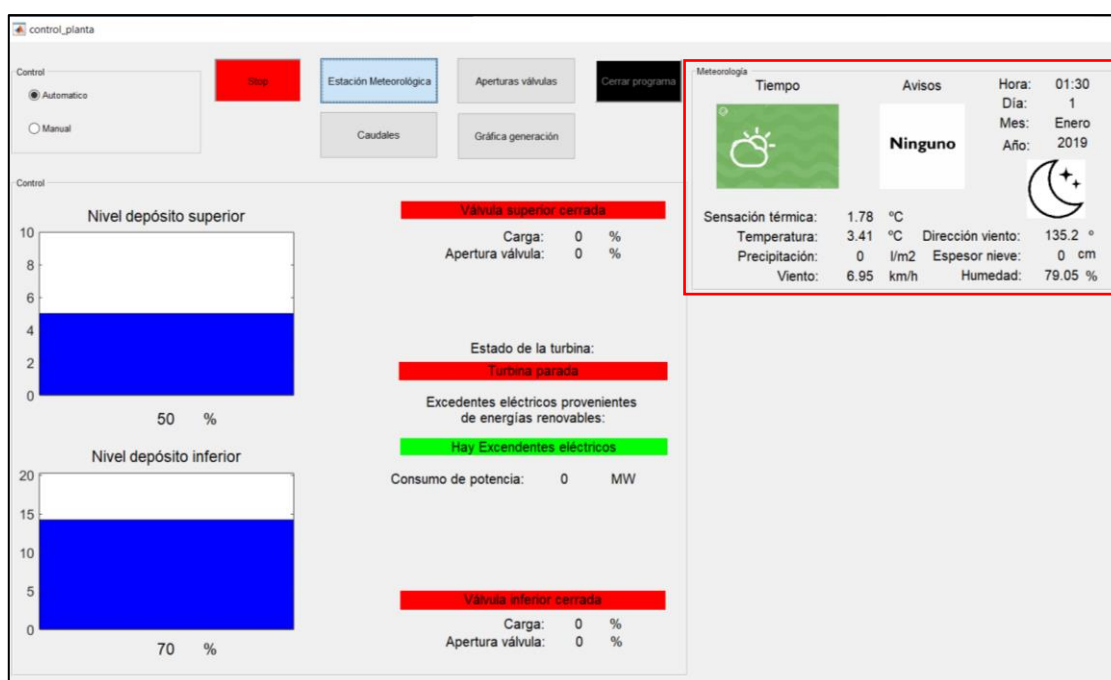 control_planta
Control
Automatico
Manual
Stop
Estación Meteorológica
Aperturas válvulas
Cerrar programa
Caudales
Gráfica generación
Meteorología
Tiempo
Avisos
Ninguno
Hora: 01:30
Día: 1
Mes: Enero
Año: 2019
Sensación térmica: 1.78 ºC
Temperatura: 3.41 ºC Dirección viento: 135.2 º
Precipitación: 0 l/m2 Espesor nieve: 0 cm
Viento: 6.95 km/h Humedad: 79.05 %
Control
Nivel depósito superior
10
8
6
4
2
0
50 %
Nivel depósito inferior
20
15
10
5
0
70 %
Válvula superior cerrada
Carga: 0 %
Apertura válvula: 0 %
Estado de la turbina:
Turbina parada
Excedentes eléctricos provenientes
de energías renovables:
Hay Excendentes eléctricos
Consumo de potencia: 0 MW
Válvula inferior cerrada
Carga: 0 %
Apertura válvula: 0 %